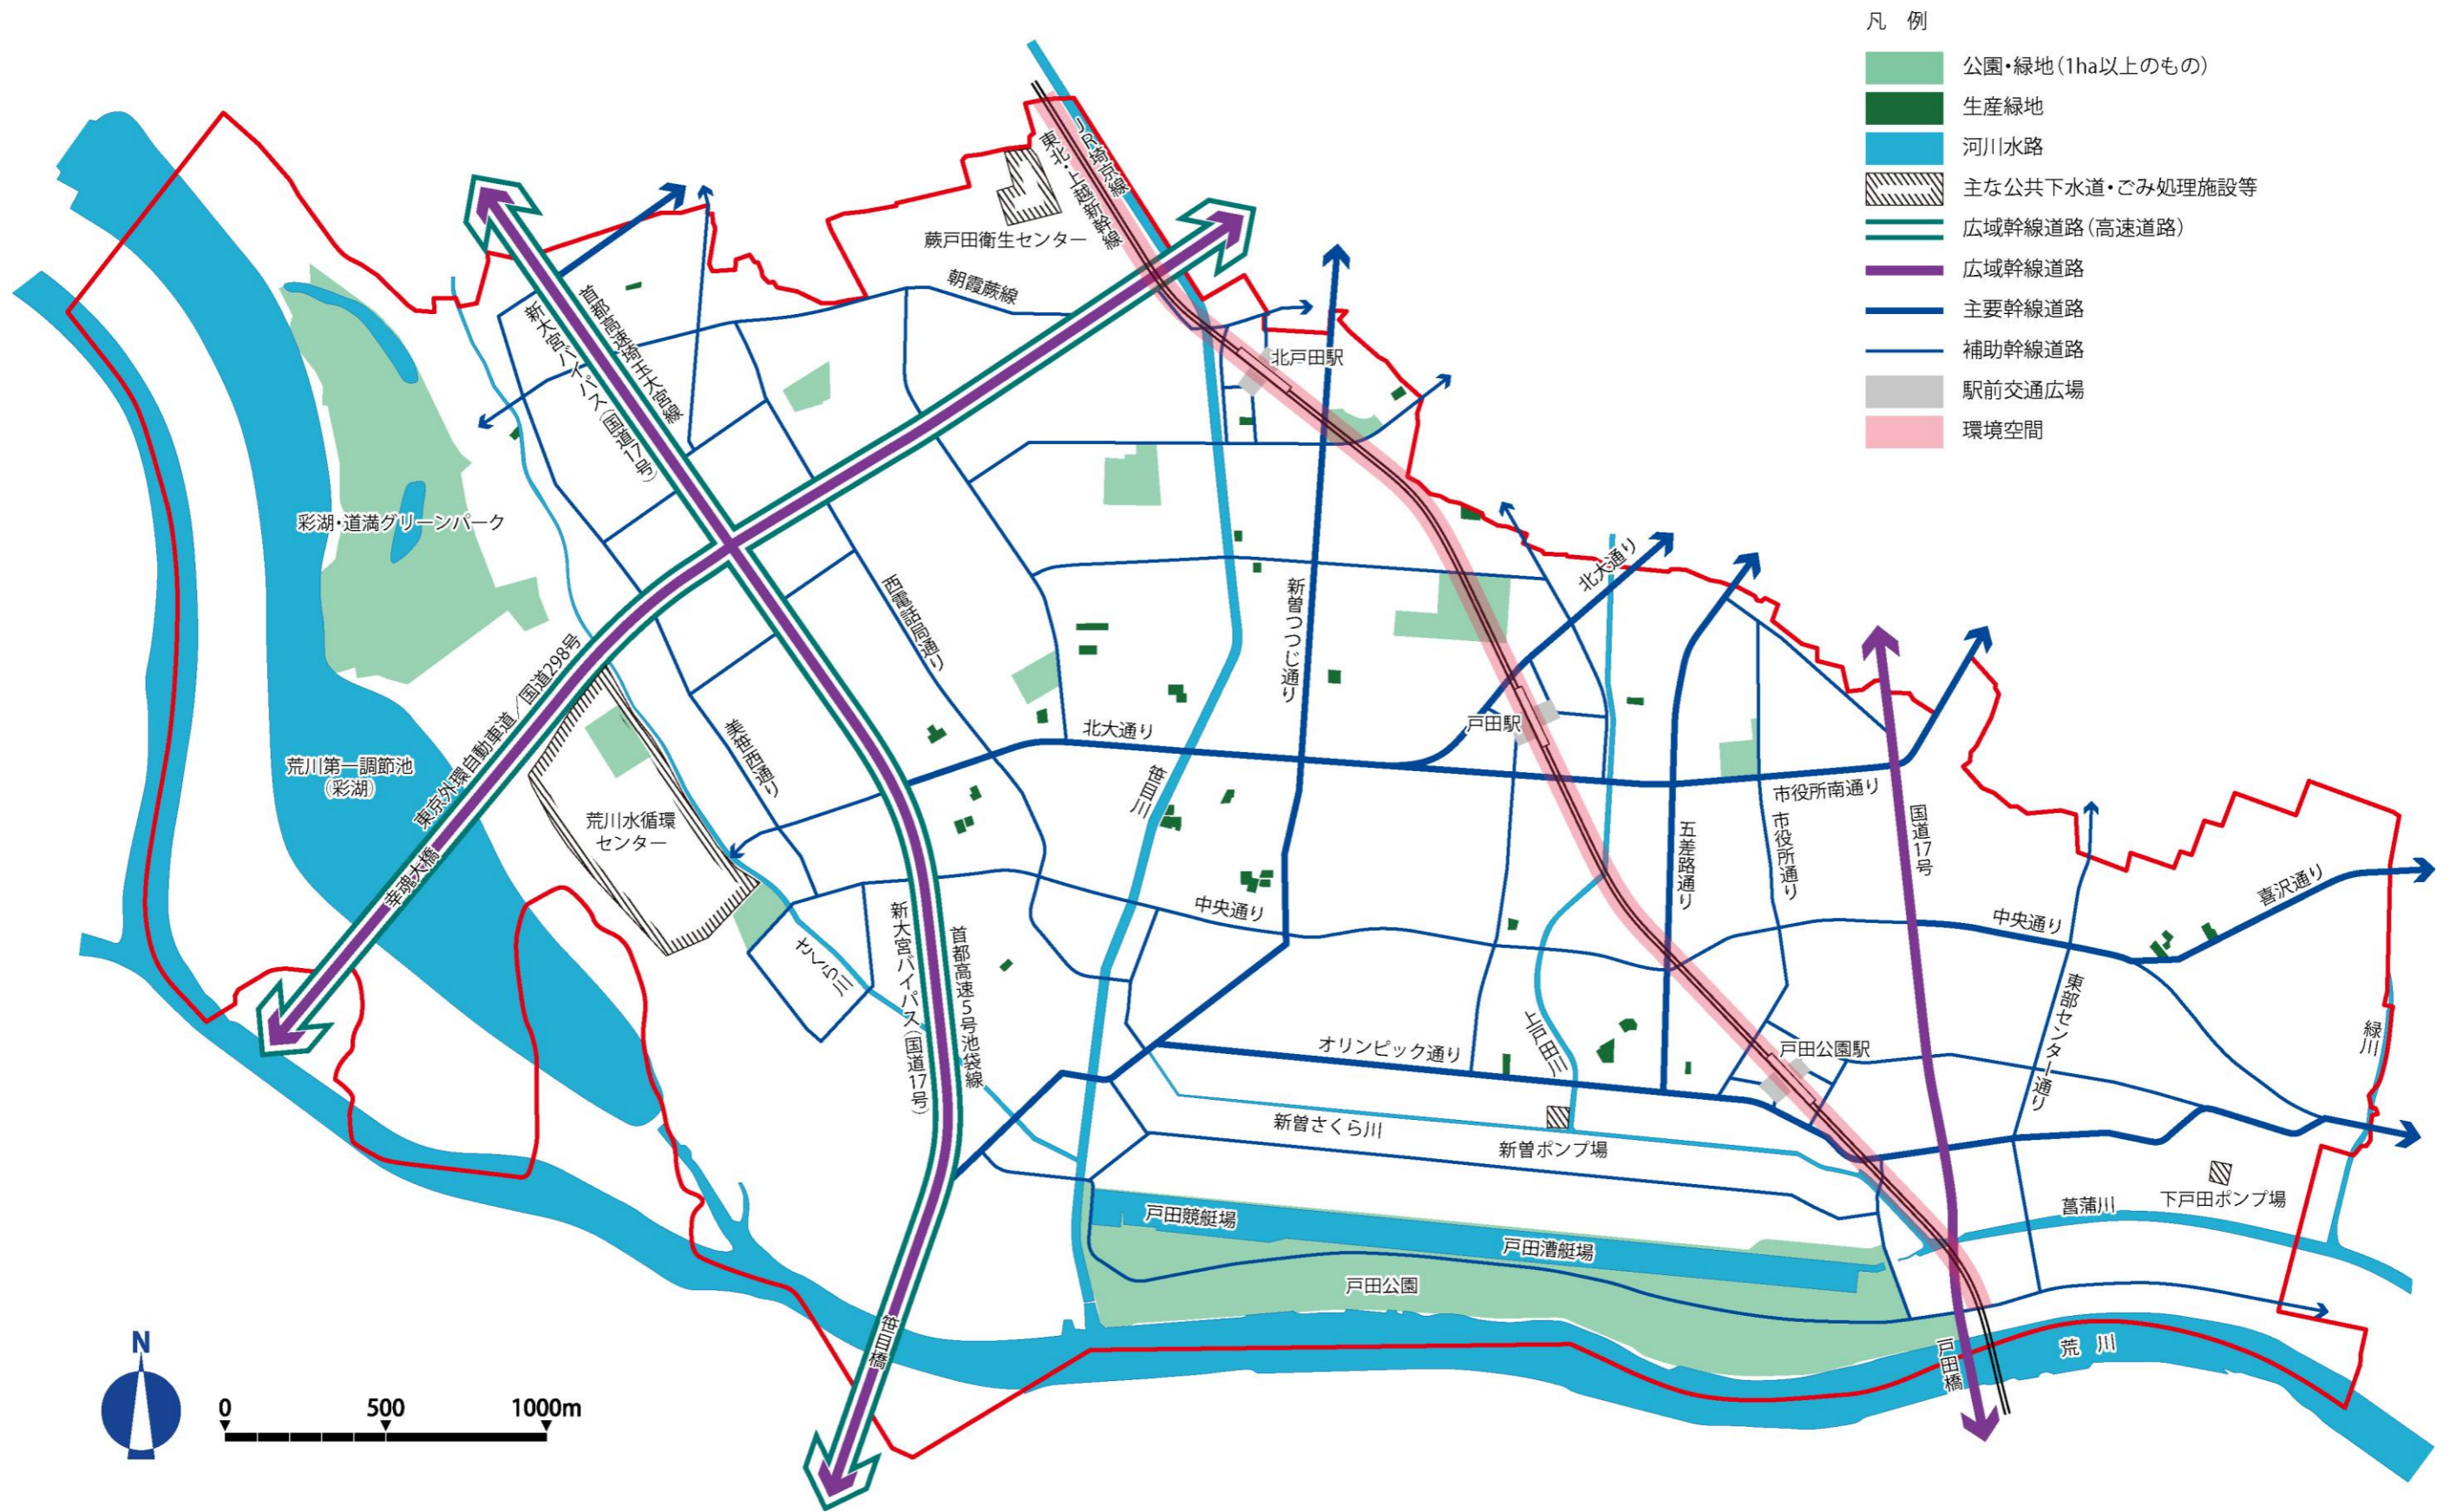 凡 例
公園・緑地(1ha以上のもの)
生産緑地
河川水路
主な公共下水道・ごみ処理施設等
広域幹線道路(高速道路)
広域幹線道路
主要幹線道路
補助幹線道路
駅前交通広場
環境空間
JR埼京線
東北・上越新幹線
蕨戸田衛生センター
朝霞蕨線
首都高速埼玉大宮線
新大宮バイパス(国道17号)
北戸田駅
彩湖・道満グリーンパーク
北大通り
西電話局通り
新曽つつじ通り
東京外環自動車道/国道298号
戸田駅
美笹西通り
北大通り
荒川第一調節池
(彩湖)
笹目川
市役所南通り
荒川水循環
センター
五差路通り
市役所通り
国道17号
幸魂大橋
中央通り
中央通り
喜沢通り
さくら川
新大宮バイパス(国道17号)
首都高速5号池袋線
東部センター通り
緑川
オリンピック通り
上戸田川
戸田公園駅
新曽さくら川
新曽ポンプ場
菖蒲川
下戸田ポンプ場
戸田競艇場
戸田漕艇場
戸田公園
笹目橋
戸田橋
荒 川
N
0 500 1000m